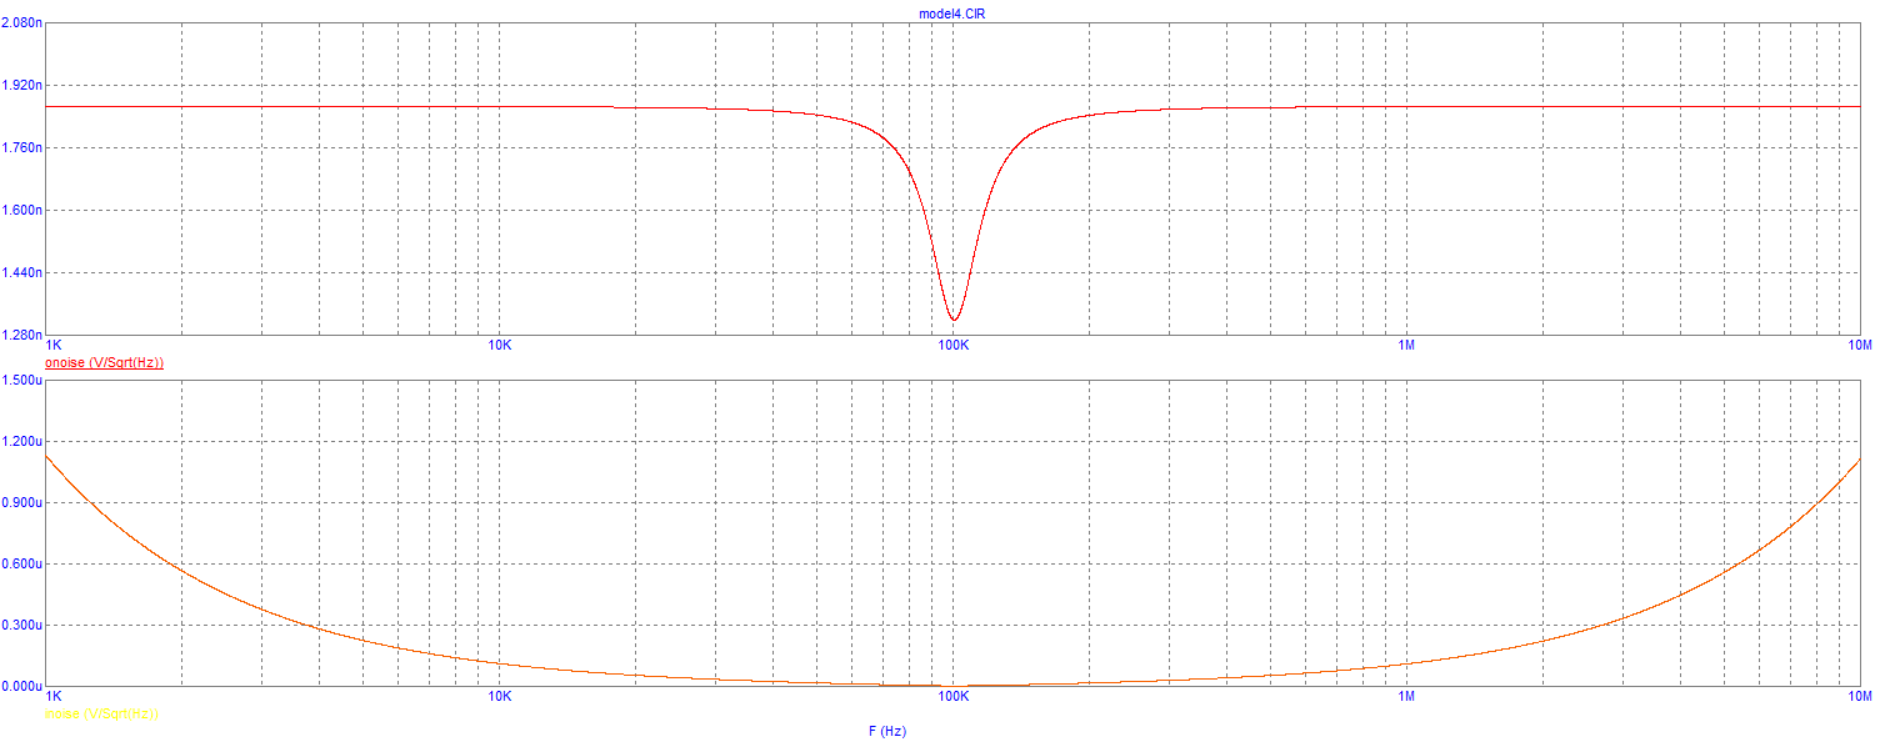 model4.CIR
2.080n
1.920n
1.760n
1.600n
1.440n
1.280n
1K 10K 100K 1M 10M
onoise (V/Sqrt(Hz))
1.500u
1.200u
0.900u
0.600u
0.300u
0.000u
1K 10K 100K 1M 10M
inoise (V/Sqrt(Hz))
F (Hz)